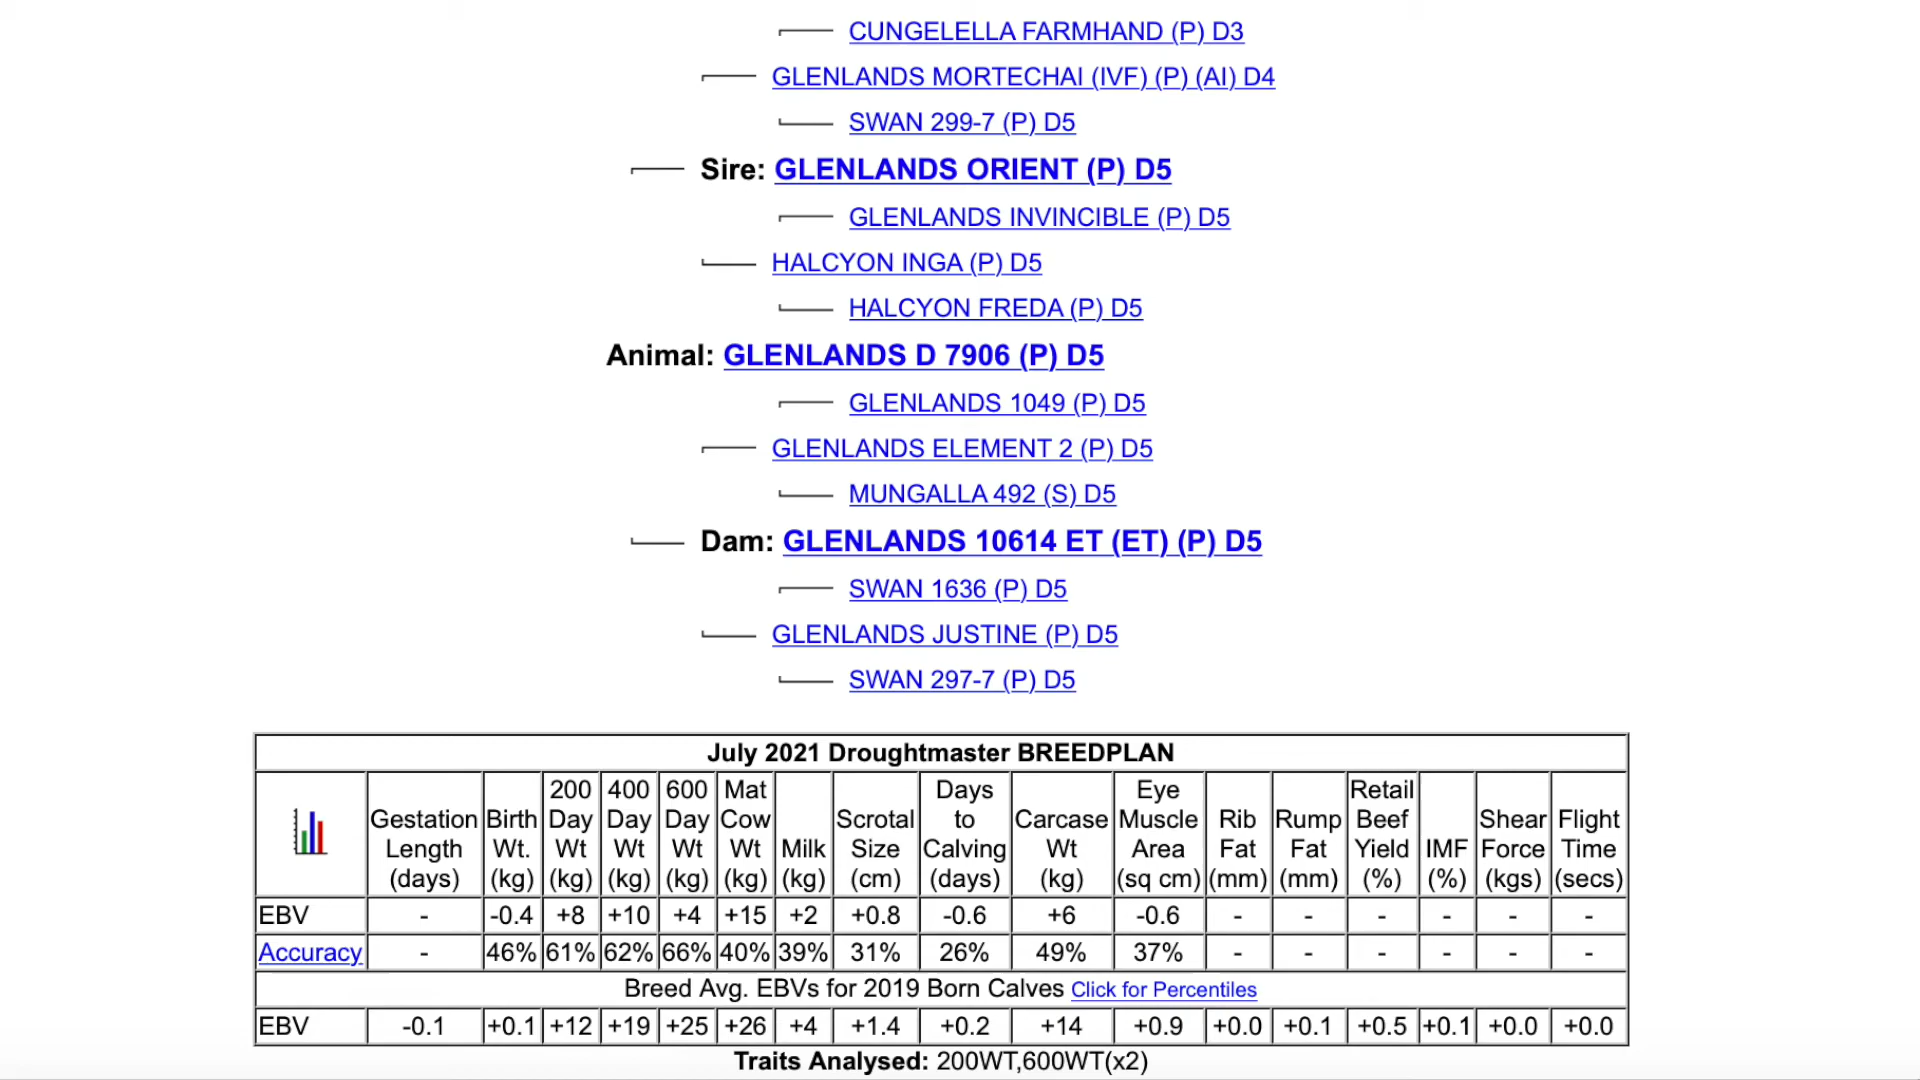 CUNGELELLA FARMHAND (P) D3
GLENLANDS MORTECHAI (IVF) (P) (AI) D4
SWAN 299-7 (P) D5
Sire: GLENLANDS ORIENT (P) D5
GLENLANDS INVINCIBLE (P) D5
HALCYON INGA (P) D5
HALCYON FREDA (P) D5
Animal: GLENLANDS D 7906 (P) D5
GLENLANDS 1049 (P) D5
GLENLANDS ELEMENT 2 (P) D5
MUNGALLA 492 (S) D5
Dam: GLENLANDS 10614 ET (ET) (P) D5
SWAN 1636 (P) D5
GLENLANDS JUSTINE (P) D5
SWAN 297-7 (P) D5
July 2021 Droughtmaster BREEDPLAN
Gestation Length (days) Birth Wt. (kg) 200 Day Wt (kg) 400 Day Wt (kg) 600 Day Wt (kg) Mat Cow Wt (kg) Milk (kg) Scrotal Size (cm) Days to Calving (days) Carcase Wt (kg) Eye Muscle Area (sq cm) Rib Fat (mm) Rump Fat (mm) Retail Beef Yield (%) IMF (%) Shear Force (kgs) Flight Time (secs)
EBV - -0.4 +8 +10 +4 +15 +2 +0.8 -0.6 +6 -0.6 - - - - - -
Accuracy - 46% 61% 62% 66% 40% 39% 31% 26% 49% 37% - - - - - -
Breed Avg. EBVs for 2019 Born Calves Click for Percentiles
EBV -0.1 +0.1 +12 +19 +25 +26 +4 +1.4 +0.2 +14 +0.9 +0.0 +0.1 +0.5 +0.1 +0.0 +0.0
Traits Analysed: 200WT,600WT(x2)